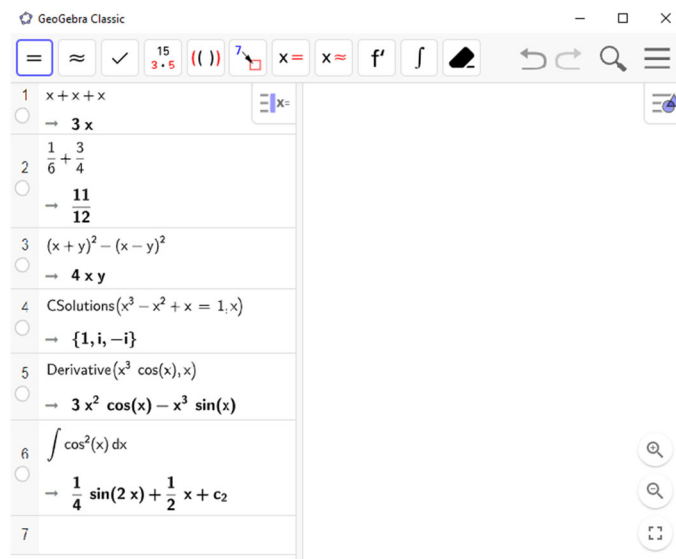 GeoGebra Classic
= ≈ ✓ 15 3·5 (( )) 7 x= x≈ f' ∫
1 x+x+x
x=
→ 3 x
2 1/6 + 3/4
→ 11/12
3 (x + y)² – (x – y)²
→ 4 x y
4 CSolutions(x³ – x² + x = 1, x)
→ {1, i, –i}
5 Derivative(x³ cos(x), x)
→ 3 x² cos(x) – x³ sin(x)
6 ∫ cos²(x) dx
→ 1/4 sin(2 x) + 1/2 x + c₂
7